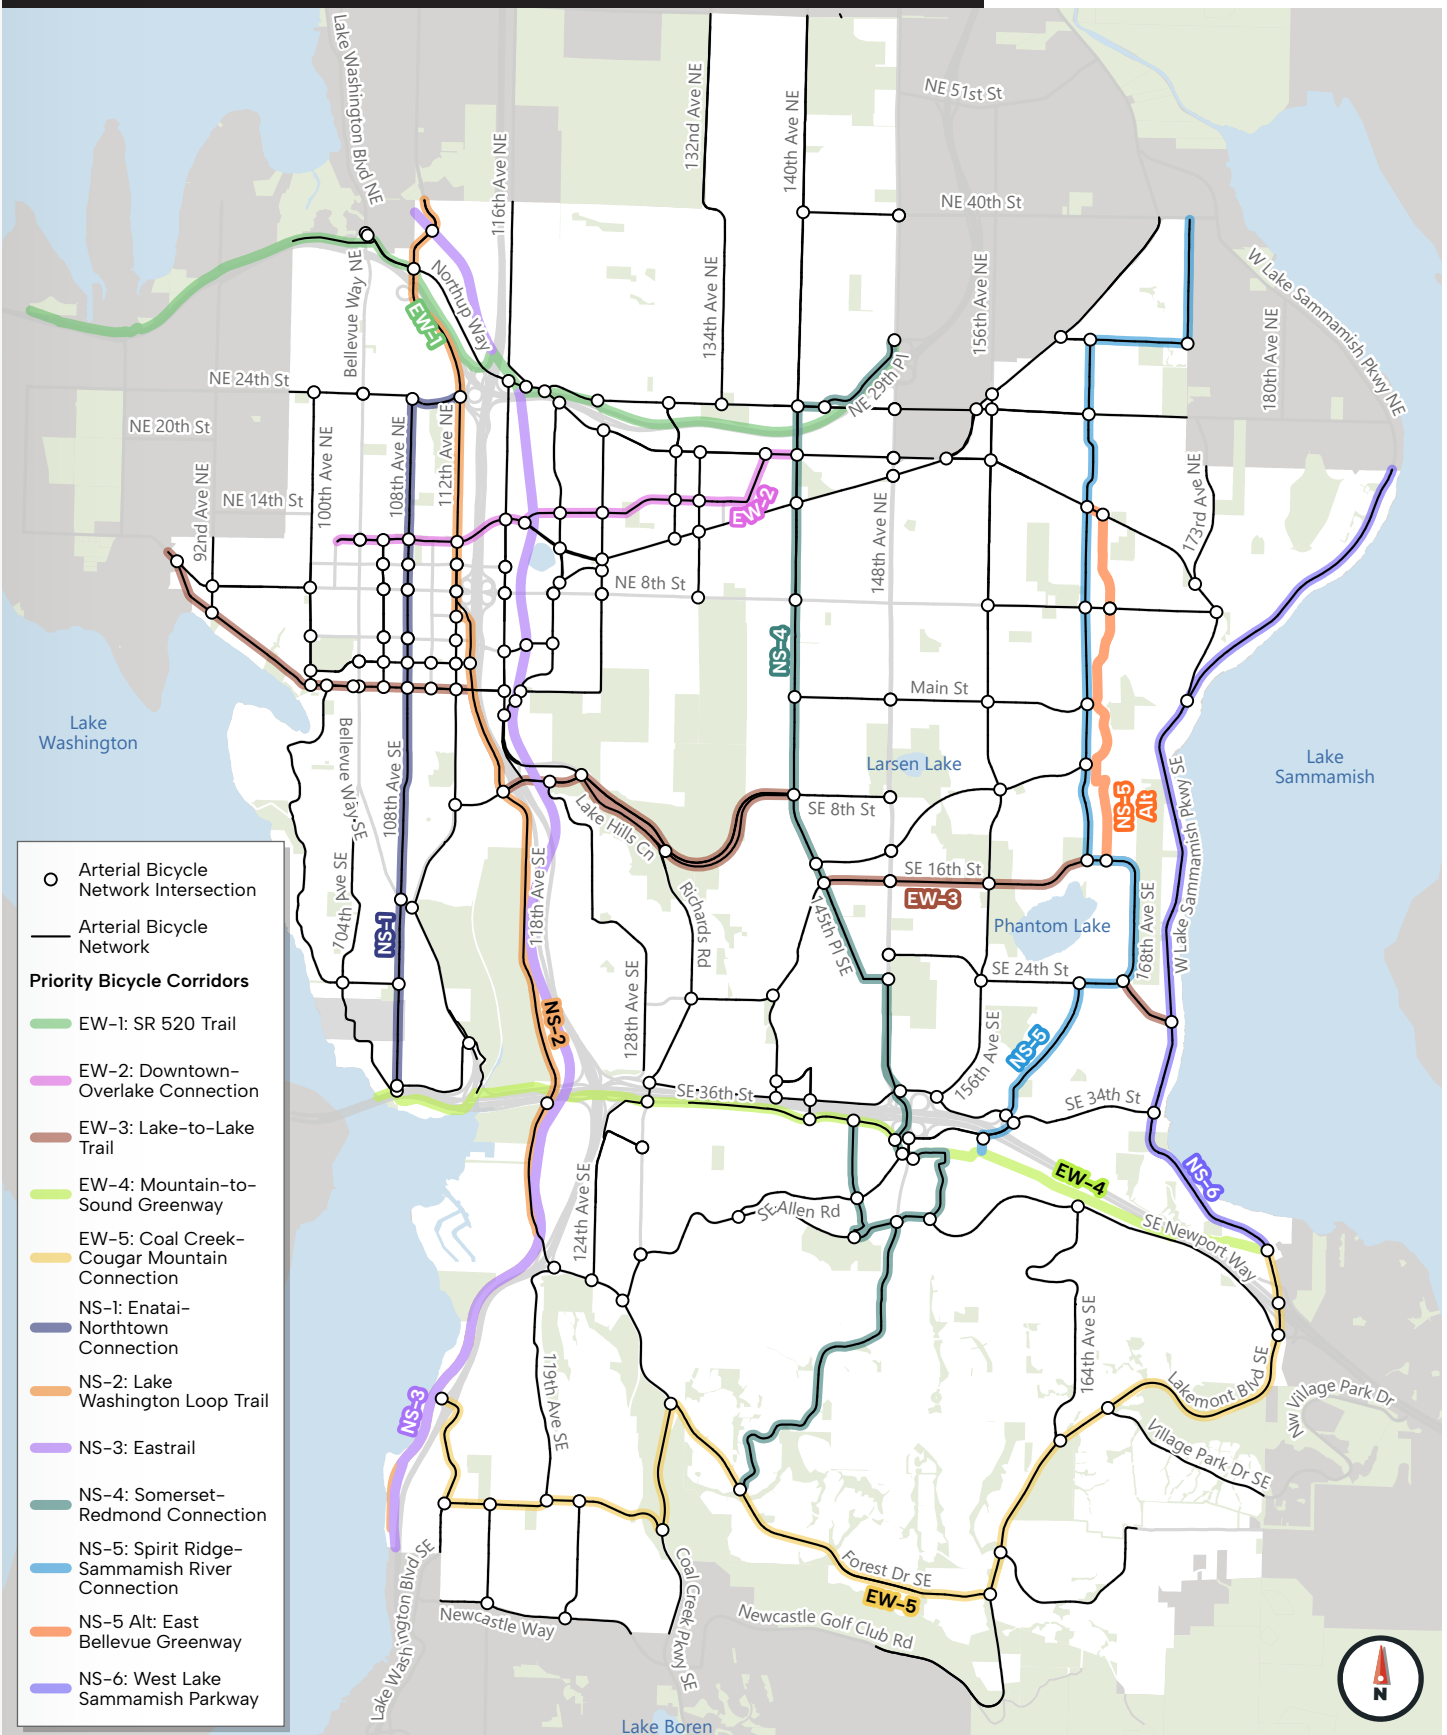 Lake Washington Blvd NE
116th Ave NE
132nd Ave NE
140th Ave NE
NE 51st St
NE 40th St
Bellevue Way NE
Northup Way
EW-1
134th Ave NE
156th Ave NE
W Lake Sammamish Pkwy NE
180th Ave NE
NE 24th St
NE 29th Pl
NE 20th St
92nd Ave NE
100th Ave NE
108th Ave NE
112th Ave NE
NE 14th St
EW-2
148th Ave NE
173rd Ave NE
NE 8th St
NS-4
Main St
Lake
Washington
Bellevue Way SE
108th Ave SE
Larsen Lake
Lake
Sammamish
W Lake Sammamish Pkwy SE
NS-5
Alt
SE 8th St
Lake Hills Cn
104th Ave SE
118th Ave SE
SE 16th St
EW-3
Richards Rd
145th Pl SE
NS-1
Phantom Lake
168th Ave SE
SE 24th St
NS-2
128th Ave SE
156th Ave SE
NS-5
SE 36th St
SE 34th St
EW-4
NS-6
124th Ave SE
SE Allen Rd
SE Newport Way
164th Ave SE
119th Ave SE
NS-3
Lakemont Blvd SE
NW Village Park Dr
Village Park Dr SE
Forest Dr SE
EW-5
Lake Washington Blvd SE
Newcastle Way
Coal Creek Pkwy SE
Newcastle Golf Club Rd
Lake Boren
N
Arterial Bicycle
Network Intersection
Arterial Bicycle
Network
Priority Bicycle Corridors
EW-1: SR 520 Trail
EW-2: Downtown-
Overlake Connection
EW-3: Lake-to-Lake
Trail
EW-4: Mountain-to-
Sound Greenway
EW-5: Coal Creek-
Cougar Mountain
Connection
NS-1: Enatai-
Northtown
Connection
NS-2: Lake
Washington Loop Trail
NS-3: Eastrail
NS-4: Somerset-
Redmond Connection
NS-5: Spirit Ridge-
Sammamish River
Connection
NS-5 Alt: East
Bellevue Greenway
NS-6: West Lake
Sammamish Parkway